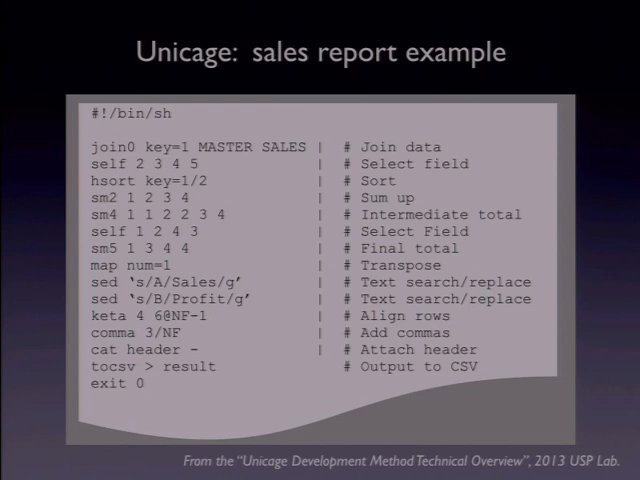 Unicage: sales report example
#!/bin/sh
join0 key=1 MASTER SALES | # Join data
self 2 3 4 5 | # Select field
hsort key=1/2 | # Sort
sm2 1 2 3 4 | # Sum up
sm4 1 1 2 2 3 4 | # Intermediate total
self 1 2 4 3 | # Select Field
sm5 1 3 4 4 | # Final total
map num=1 | # Transpose
sed ‘s/A/Sales/g’ | # Text search/replace
sed ‘s/B/Profit/g’ | # Text search/replace
keta 4 6@NF-1 | # Align rows
comma 3/NF | # Add commas
cat header - | # Attach header
tocsv > result # Output to CSV
exit 0
From the “Unicage Development Method Technical Overview”, 2013 USP Lab.